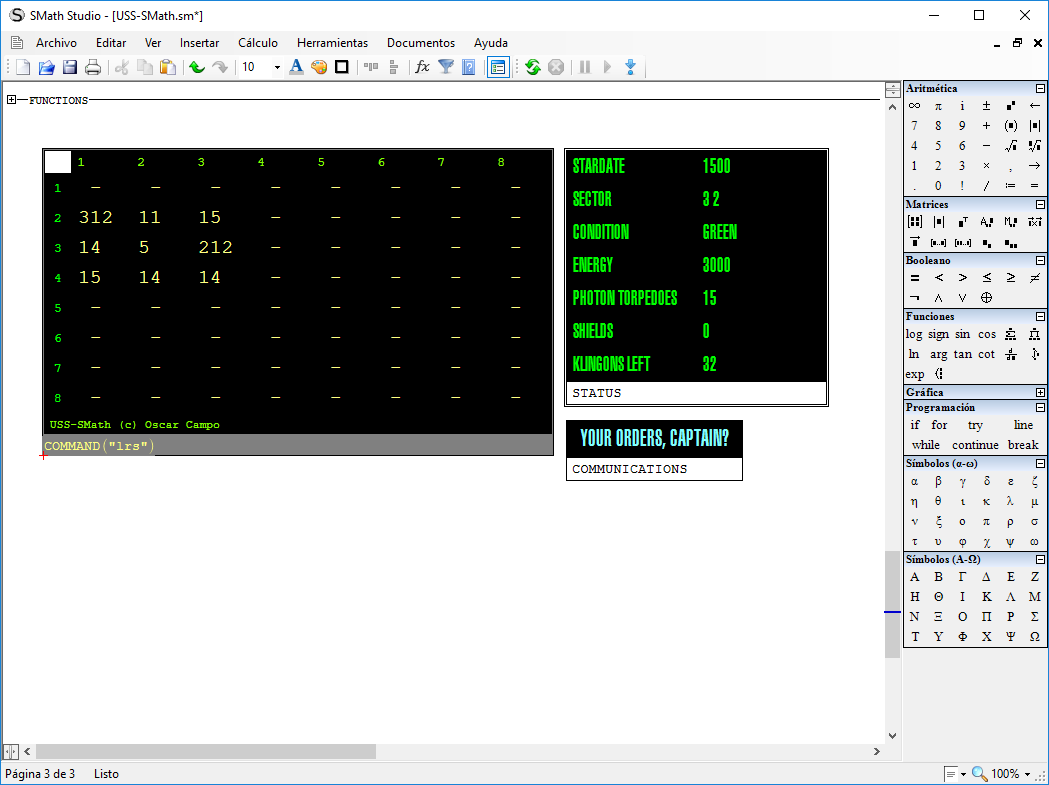 SMath Studio - [USS-SMath.sm*]
Archivo Editar Ver Insertar Cálculo Herramientas Documentos Ayuda
10 A fx
FUNCTIONS
1 2 3 4 5 6 7 8
1 – – – – – – – –
2 312 11 15 – – – – –
3 14 5 212 – – – – –
4 15 14 14 – – – – –
5 – – – – – – – –
6 – – – – – – – –
7 – – – – – – – –
8 – – – – – – – –
USS-SMath (c) Oscar Campo
COMMAND("lrs")
STARDATE 1500
SECTOR 3 2
CONDITION GREEN
ENERGY 3000
PHOTON TORPEDOES 15
SHIELDS 0
KLINGONS LEFT 32
STATUS
YOUR ORDERS, CAPTAIN?
COMMUNICATIONS
Aritmética
∞ π i ± ←
7 8 9 + (▪) |▪|
4 5 6 −
1 2 3 × , →
. 0 ! / := =
Matrices
Booleano
= < > ≤ ≥ ≠
¬ ∧ ∨ ⊕
Funciones
log sign sin cos
ln arg tan cot
exp
Gráfica
Programación
if for try line
while continue break
Símbolos (α-ω)
α β γ δ ε ζ
η θ ι κ λ μ
ν ξ ο π ρ σ
τ υ φ χ ψ ω
Símbolos (Α-Ω)
Α Β Γ Δ Ε Ζ
Η Θ Ι Κ Λ Μ
Ν Ξ Ο Π Ρ Σ
Τ Υ Φ Χ Ψ Ω
Página 3 de 3 Listo 100%